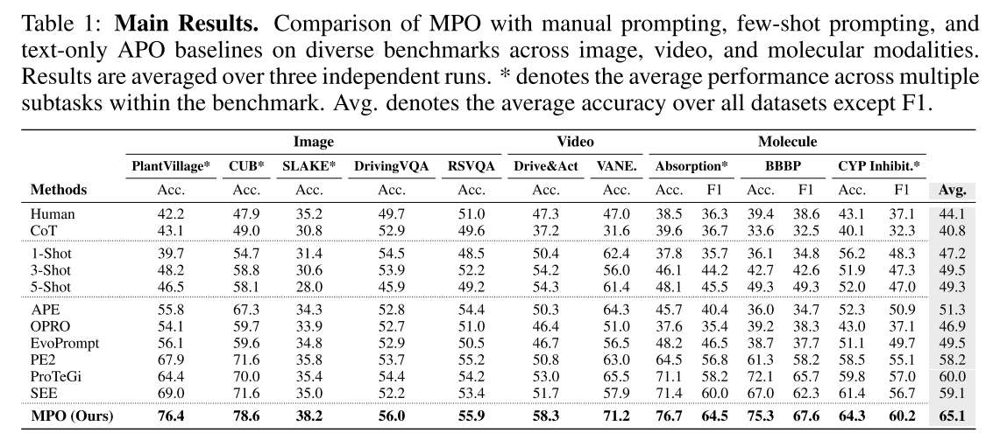 Table 1: Main Results. Comparison of MPO with manual prompting, few-shot prompting, and
text-only APO baselines on diverse benchmarks across image, video, and molecular modalities.
Results are averaged over three independent runs. * denotes the average performance across multiple
subtasks within the benchmark. Avg. denotes the average accuracy over all datasets except F1.
Image Video Molecule
PlantVillage* CUB* SLAKE* DrivingVQA RSVQA Drive&Act VANE. Absorption* BBBP CYP Inhibit.*
Methods Acc. Acc. Acc. Acc. Acc. Acc. Acc. Acc. F1 Acc. F1 Acc. F1 Avg.
Human 42.2 47.9 35.2 49.7 51.0 47.3 47.0 38.5 36.3 39.4 38.6 43.1 37.1 44.1
CoT 43.1 49.0 30.8 52.9 49.6 37.2 31.6 39.6 36.7 33.6 32.5 40.1 32.3 40.8
1-Shot 39.7 54.7 31.4 54.5 48.5 50.4 62.4 37.8 35.7 36.1 34.8 56.2 48.3 47.2
3-Shot 48.2 58.8 30.6 53.9 52.2 54.2 56.0 46.1 44.2 42.7 42.6 51.9 47.3 49.5
5-Shot 46.5 58.1 28.0 45.9 49.2 54.3 61.4 48.1 45.5 49.3 49.3 52.0 47.0 49.3
APE 55.8 67.3 34.3 52.8 54.4 50.3 64.3 45.7 40.4 36.0 34.7 52.3 50.9 51.3
OPRO 54.1 59.7 33.9 52.7 51.0 46.4 51.0 37.6 35.4 39.2 38.3 43.0 37.1 46.9
EvoPrompt 56.1 59.6 34.8 52.9 50.5 46.7 56.5 48.2 46.5 38.7 37.7 51.1 49.7 49.5
PE2 67.9 71.6 35.8 53.7 55.2 50.8 63.0 64.5 56.8 61.3 58.2 58.5 55.1 58.2
ProTeGi 64.4 70.0 35.4 54.4 54.2 53.0 65.5 71.1 58.2 72.1 65.7 59.8 57.0 60.0
SEE 69.0 71.6 35.0 52.2 53.4 51.7 57.9 71.4 60.0 67.0 62.3 61.4 56.7 59.1
MPO (Ours) 76.4 78.6 38.2 56.0 55.9 58.3 71.2 76.7 64.5 75.3 67.6 64.3 60.2 65.1